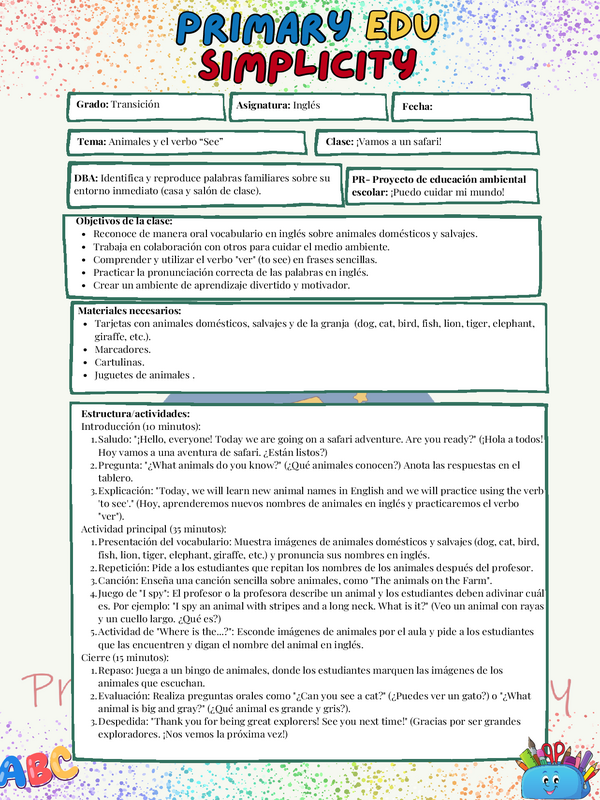 PRIMARY EDU
SIMPLICITY
Grado: Transición
Asignatura: Inglés
Fecha:
Tema: Animales y el verbo “See”
Clase: ¡Vamos a un safari!
DBA: Identifica y reproduce palabras familiares sobre su
entorno inmediato (casa y salón de clase).
PR- Proyecto de educación ambiental
escolar: ¡Puedo cuidar mi mundo!
Objetivos de la clase:
• Reconoce de manera oral vocabulario en inglés sobre animales domésticos y salvajes.
• Trabaja en colaboración con otros para cuidar el medio ambiente.
• Comprender y utilizar el verbo "ver" (to see) en frases sencillas.
• Practicar la pronunciación correcta de las palabras en inglés.
• Crear un ambiente de aprendizaje divertido y motivador.
Materiales necesarios:
• Tarjetas con animales domésticos, salvajes y de la granja (dog, cat, bird, fish, lion, tiger, elephant,
giraffe, etc.).
• Marcadores.
• Cartulinas.
• Juguetes de animales .
Estructura/actividades:
Introducción (10 minutos):
1. Saludo: "¡Hello, everyone! Today we are going on a safari adventure. Are you ready?" (¡Hola a todos!
Hoy vamos a una aventura de safari. ¿Están listos?)
2. Pregunta: "¿What animals do you know?" (¿Qué animales conocen?) Anota las respuestas en el
tablero.
3. Explicación: "Today, we will learn new animal names in English and we will practice using the verb
'to see'." (Hoy, aprenderemos nuevos nombres de animales en inglés y practicaremos el verbo
"ver").
Actividad principal (35 minutos):
1. Presentación del vocabulario: Muestra imágenes de animales domésticos y salvajes (dog, cat, bird,
fish, lion, tiger, elephant, giraffe, etc.) y pronuncia sus nombres en inglés.
2. Repetición: Pide a los estudiantes que repitan los nombres de los animales después del profesor.
3. Canción: Enseña una canción sencilla sobre animales, como "The animals on the Farm".
4. Juego de "I spy": El profesor o la profesora describe un animal y los estudiantes deben adivinar cuál
es. Por ejemplo: "I spy an animal with stripes and a long neck. What is it?" (Veo un animal con rayas
y un cuello largo. ¿Qué es?)
5. Actividad de "Where is the...?": Esconde imágenes de animales por el aula y pide a los estudiantes
que las encuentren y digan el nombre del animal en inglés.
Cierre (15 minutos):
1. Repaso: Juega a un bingo de animales, donde los estudiantes marquen las imágenes de los
animales que escuchan.
2. Evaluación: Realiza preguntas orales como "¿Can you see a cat?" (¿Puedes ver un gato?) o "¿What
animal is big and gray?" (¿Qué animal es grande y gris?).
3. Despedida: "Thank you for being great explorers! See you next time!" (Gracias por ser grandes
exploradores. ¡Nos vemos la próxima vez!)
ABC
AP